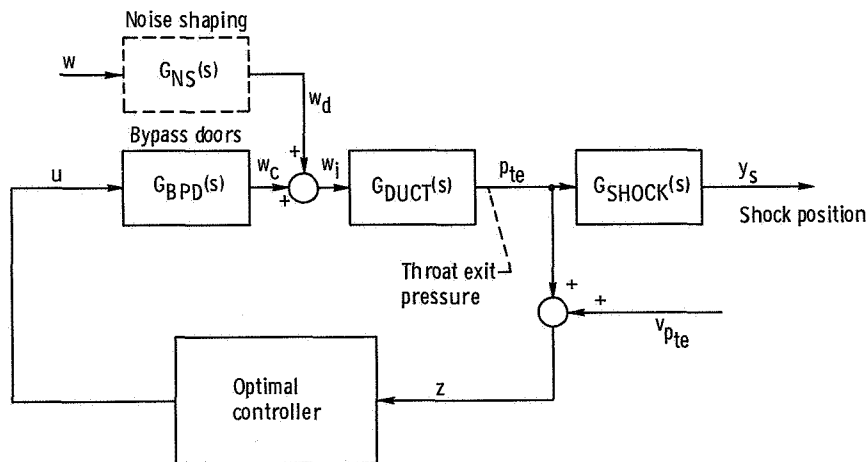 Noise shaping
w
G_NS(s)
w_d
Bypass doors
+
u
G_BPD(s)
w_c
+
w_i
G_DUCT(s)
p_te
G_SHOCK(s)
y_s
Shock position
Throat exit
pressure
+
+
v_p_te
z
Optimal
controller